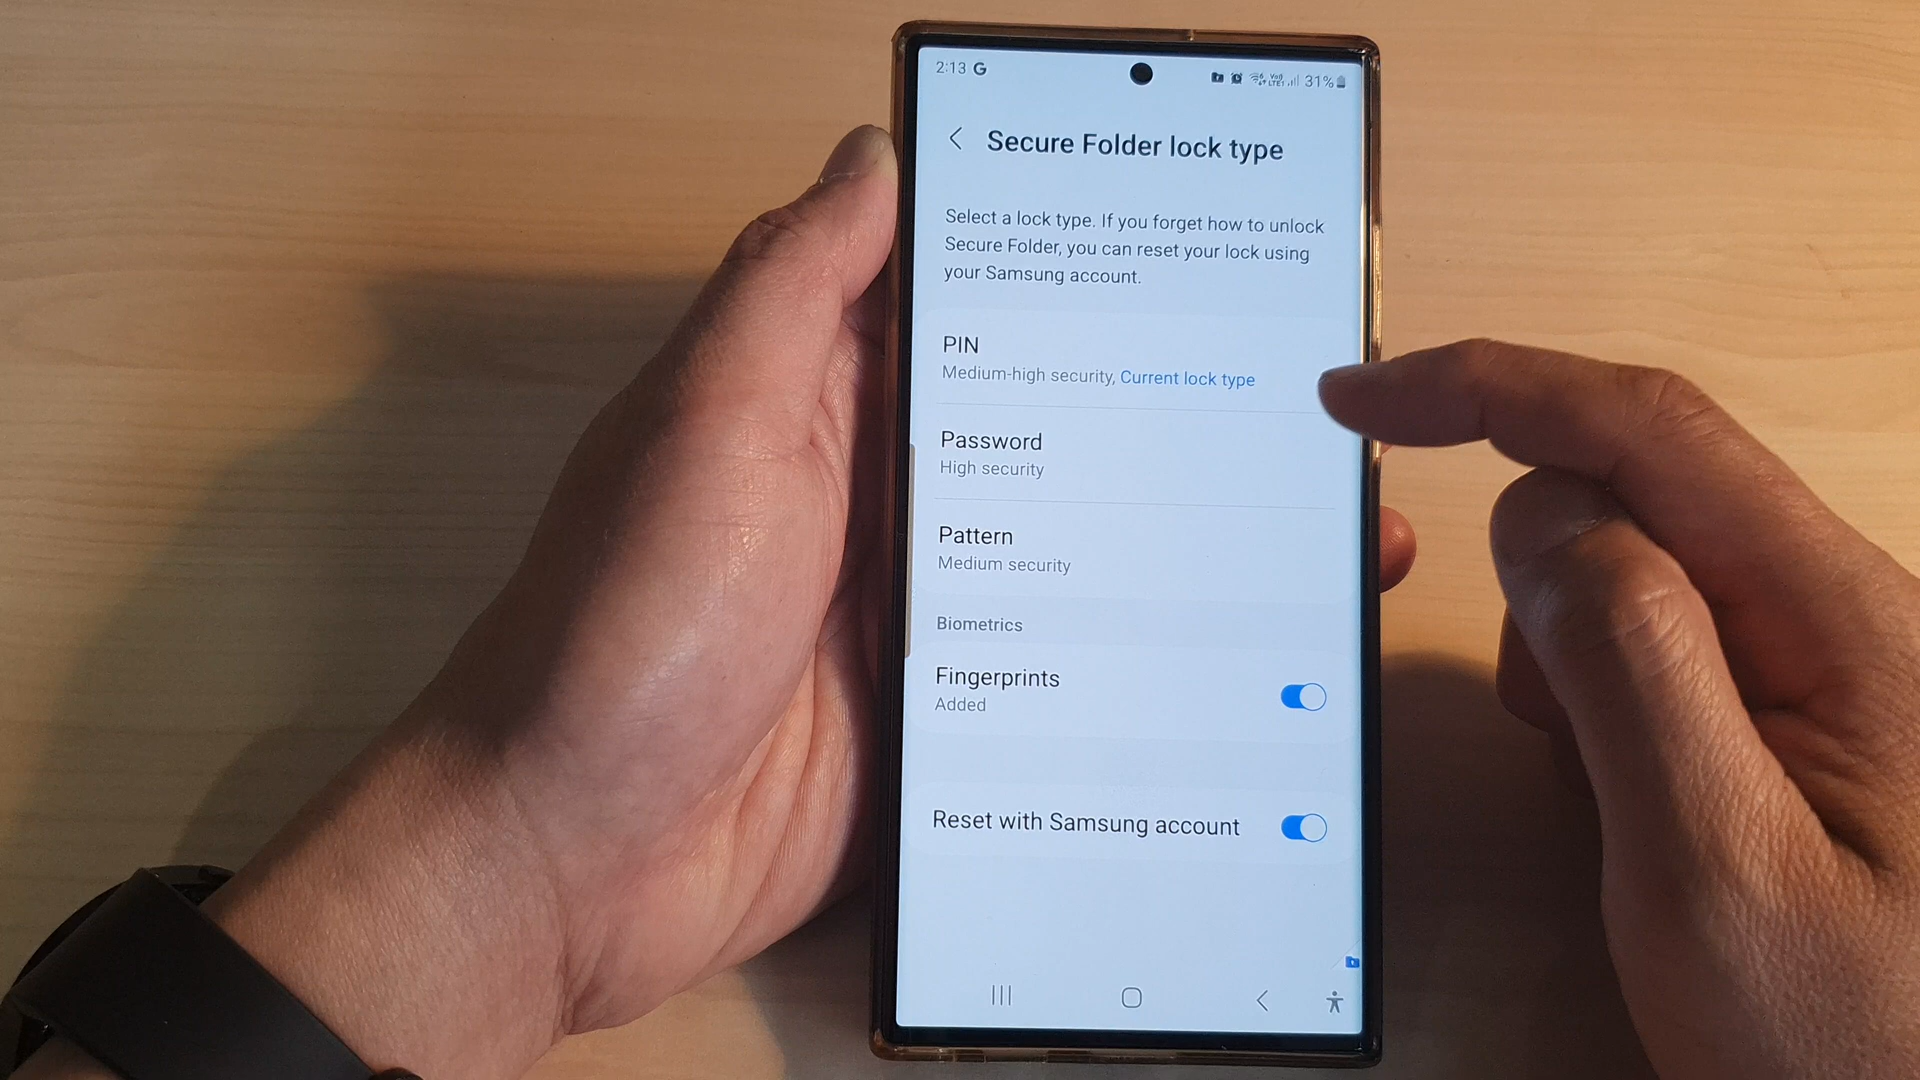 2:13 G
31%
Secure Folder lock type
Select a lock type. If you forget how to unlock
Secure Folder, you can reset your lock using
your Samsung account.
PIN
Medium-high security, Current lock type
Password
High security
Pattern
Medium security
Biometrics
Fingerprints
Added
Reset with Samsung account